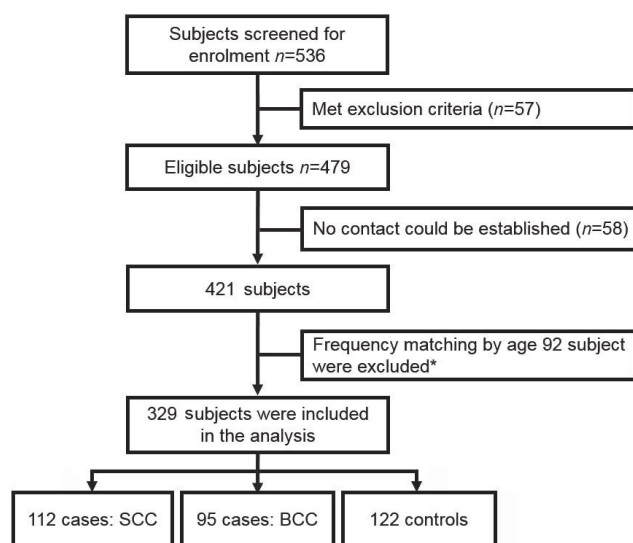 Subjects screened for
enrolment n=536
Met exclusion criteria (n=57)
Eligible subjects n=479
No contact could be established (n=58)
421 subjects
Frequency matching by age 92 subject
were excluded*
329 subjects were included
in the analysis
112 cases: SCC
95 cases: BCC
122 controls